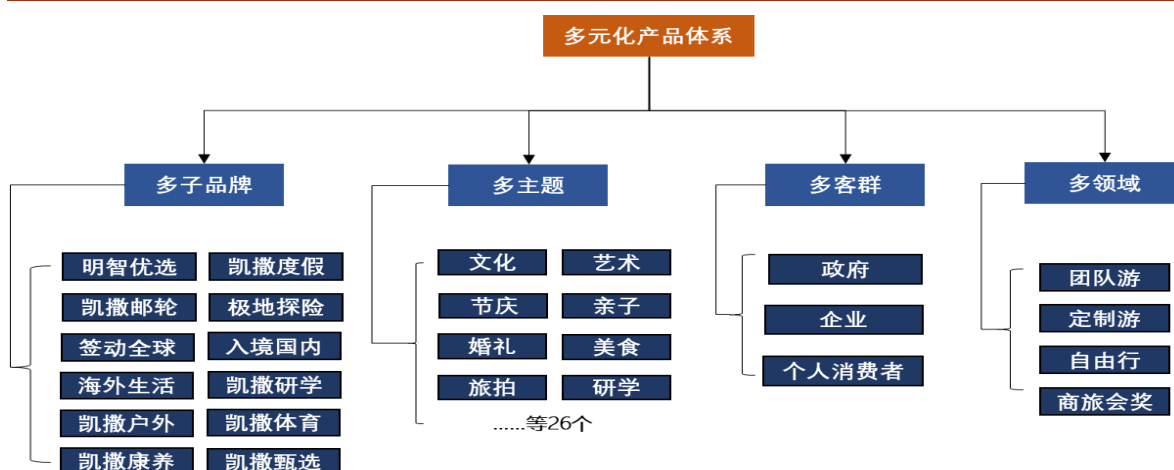 多元化产品体系
多子品牌
多主题
多客群
多领域
明智优选 凯撒度假
凯撒邮轮 极地探险
签动全球 入境国内
海外生活 凯撒研学
凯撒户外 凯撒体育
凯撒康养 凯撒甄选
文化 艺术
节庆 亲子
婚礼 美食
旅拍 研学
......等26个
政府
企业
个人消费者
团队游
定制游
自由行
商旅会奖